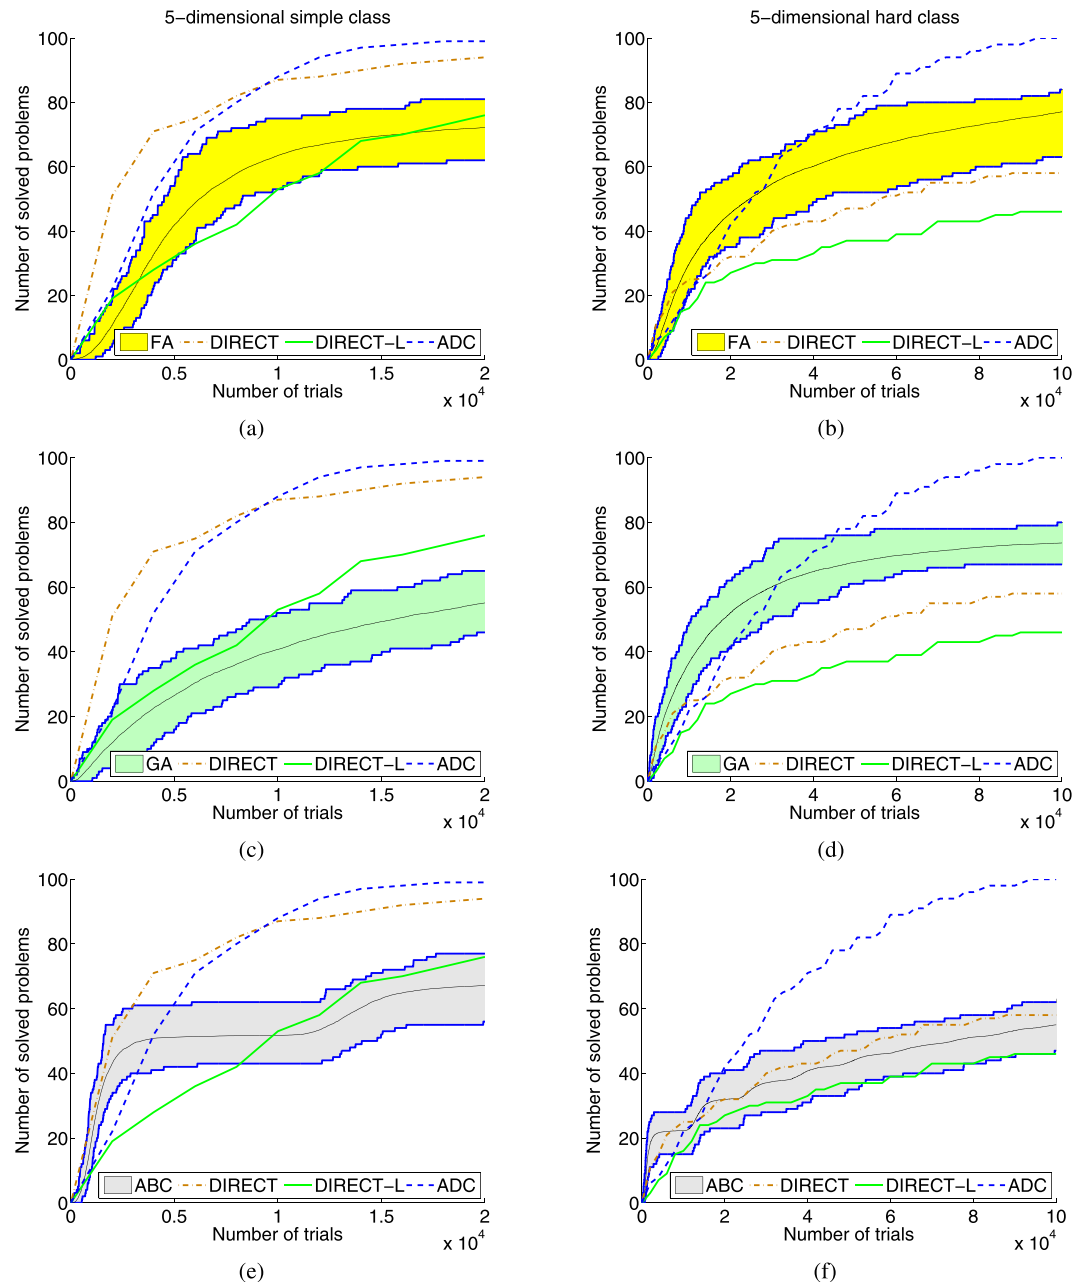 5−dimensional simple class
5−dimensional hard class
Number of solved problems
100
80
60
40
20
0
FA DIRECT DIRECT−L ADC
0 0.5 1 1.5 2
Number of trials
x 10^4
(a)
Number of solved problems
100
80
60
40
20
0
FA DIRECT DIRECT−L ADC
0 20 40 60 80 100
Number of trials
x 10^4
(b)
Number of solved problems
100
80
60
40
20
0
GA DIRECT DIRECT−L ADC
0 0.5 1 1.5 2
Number of trials
x 10^4
(c)
Number of solved problems
100
80
60
40
20
0
GA DIRECT DIRECT−L ADC
0 2 4 6 8 10
Number of trials
x 10^4
(d)
Number of solved problems
100
80
60
40
20
0
ABC DIRECT DIRECT−L ADC
0 0.5 1 1.5 2
Number of trials
x 10^4
(e)
Number of solved problems
100
80
60
40
20
0
ABC DIRECT DIRECT−L ADC
0 2 4 6 8 10
Number of trials
x 10^4
(f)